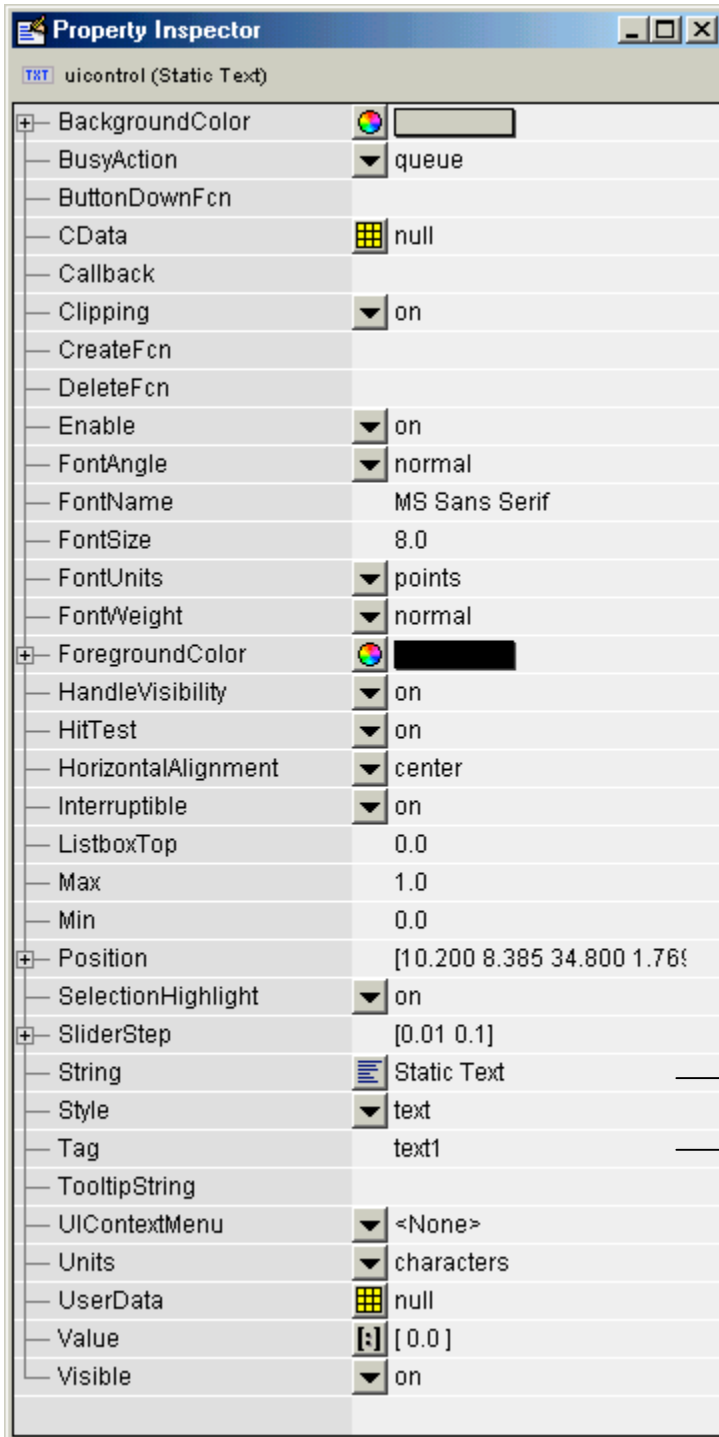 Property Inspector
TXT uicontrol (Static Text)
BackgroundColor
BusyAction queue
ButtonDownFcn
CData null
Callback
Clipping on
CreateFcn
DeleteFcn
Enable on
FontAngle normal
FontName MS Sans Serif
FontSize 8.0
FontUnits points
FontWeight normal
ForegroundColor
HandleVisibility on
HitTest on
HorizontalAlignment center
Interruptible on
ListboxTop 0.0
Max 1.0
Min 0.0
Position [10.200 8.385 34.800 1.769
SelectionHighlight on
SliderStep [0.01 0.1]
String Static Text
Style text
Tag text1
TooltipString
UIContextMenu <None>
Units characters
UserData null
Value [:] [ 0.0 ]
Visible on